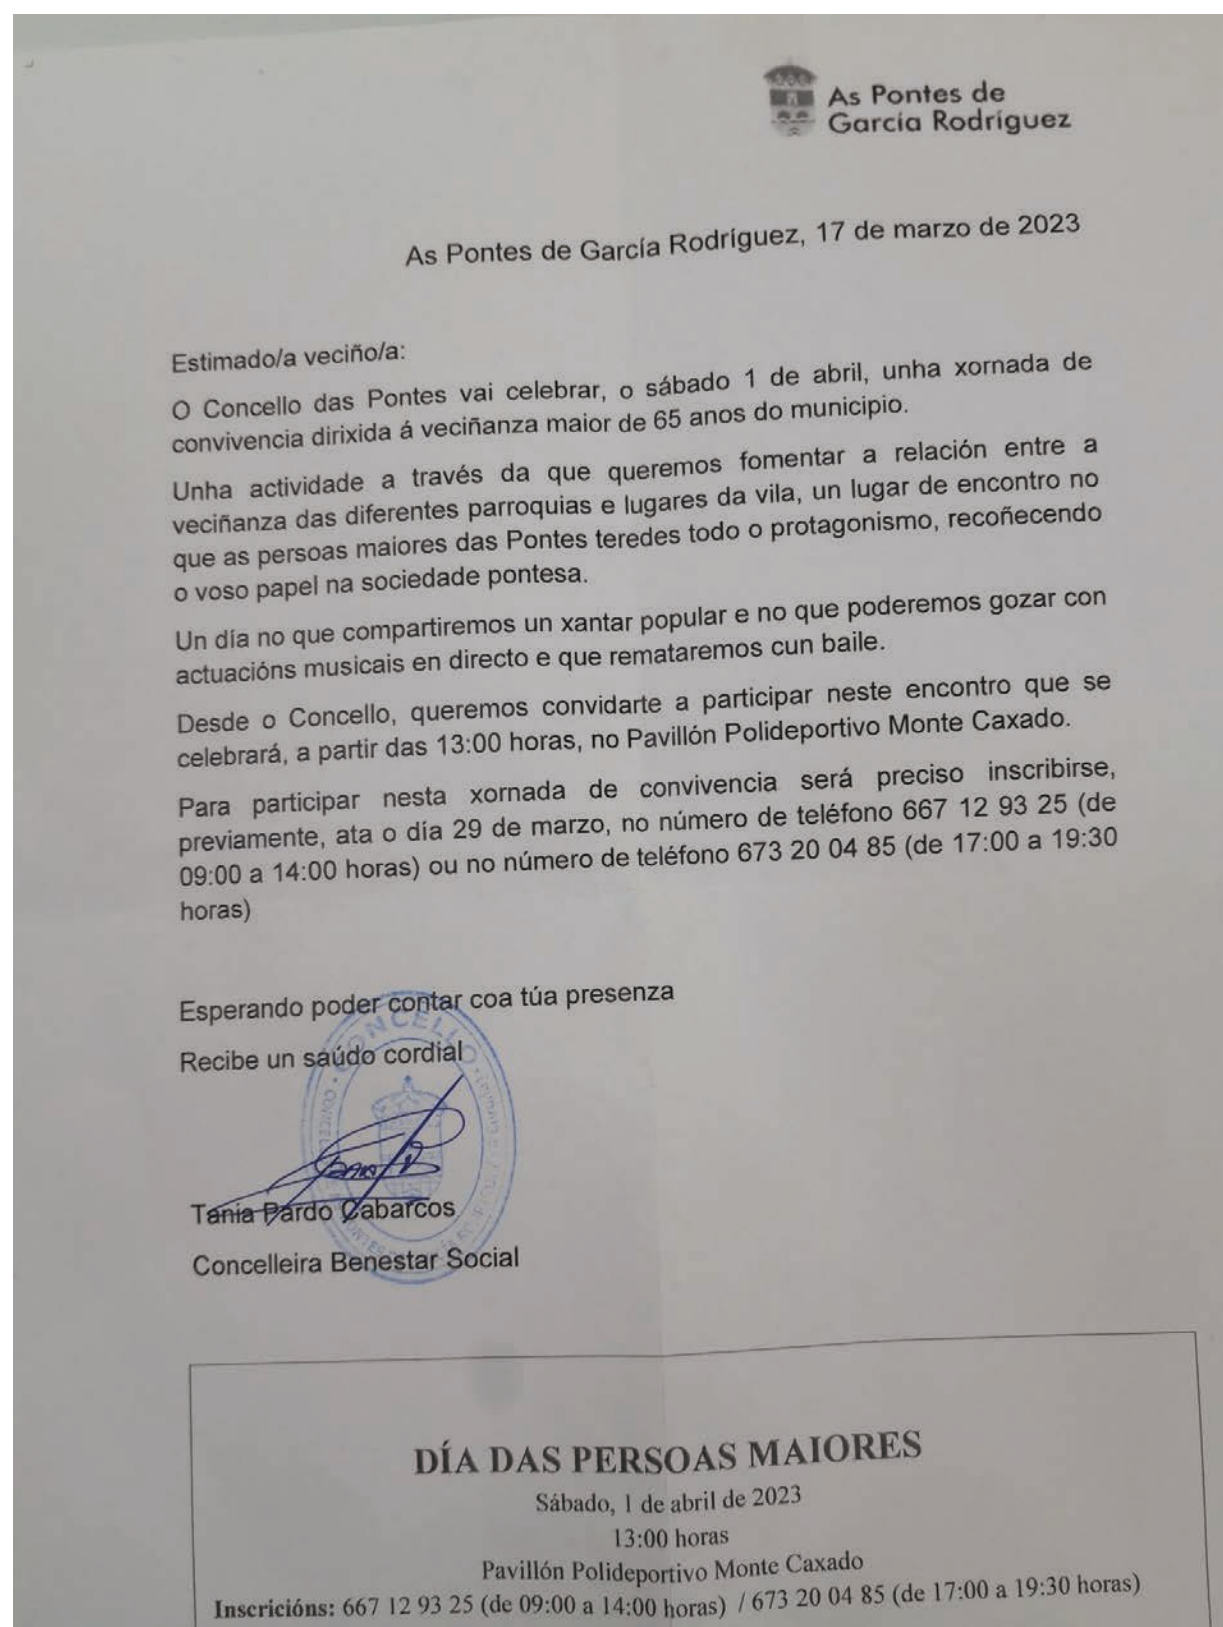 As Pontes de
García Rodríguez
As Pontes de García Rodríguez, 17 de marzo de 2023
Estimado/a veciño/a:
O Concello das Pontes vai celebrar, o sábado 1 de abril, unha xornada de
convivencia dirixida á veciñanza maior de 65 anos do municipio.
Unha actividade a través da que queremos fomentar a relación entre a
veciñanza das diferentes parroquias e lugares da vila, un lugar de encontro no
que as persoas maiores das Pontes teredes todo o protagonismo, recoñecendo
o voso papel na sociedade pontesa.
Un día no que compartiremos un xantar popular e no que poderemos gozar con
actuacións musicais en directo e que remataremos cun baile.
Desde o Concello, queremos convidarte a participar neste encontro que se
celebrará, a partir das 13:00 horas, no Pavillón Polideportivo Monte Caxado.
Para participar nesta xornada de convivencia será preciso inscribirse,
previamente, ata o día 29 de marzo, no número de teléfono 667 12 93 25 (de
09:00 a 14:00 horas) ou no número de teléfono 673 20 04 85 (de 17:00 a 19:30
horas)
Esperando poder contar coa túa presenza
Recibe un saúdo cordial
CONCELLO
Tania Pardo Cabarcos
Concelleira Benestar Social
DÍA DAS PERSOAS MAIORES
Sábado, 1 de abril de 2023
13:00 horas
Pavillón Polideportivo Monte Caxado
Inscricións: 667 12 93 25 (de 09:00 a 14:00 horas) / 673 20 04 85 (de 17:00 a 19:30 horas)